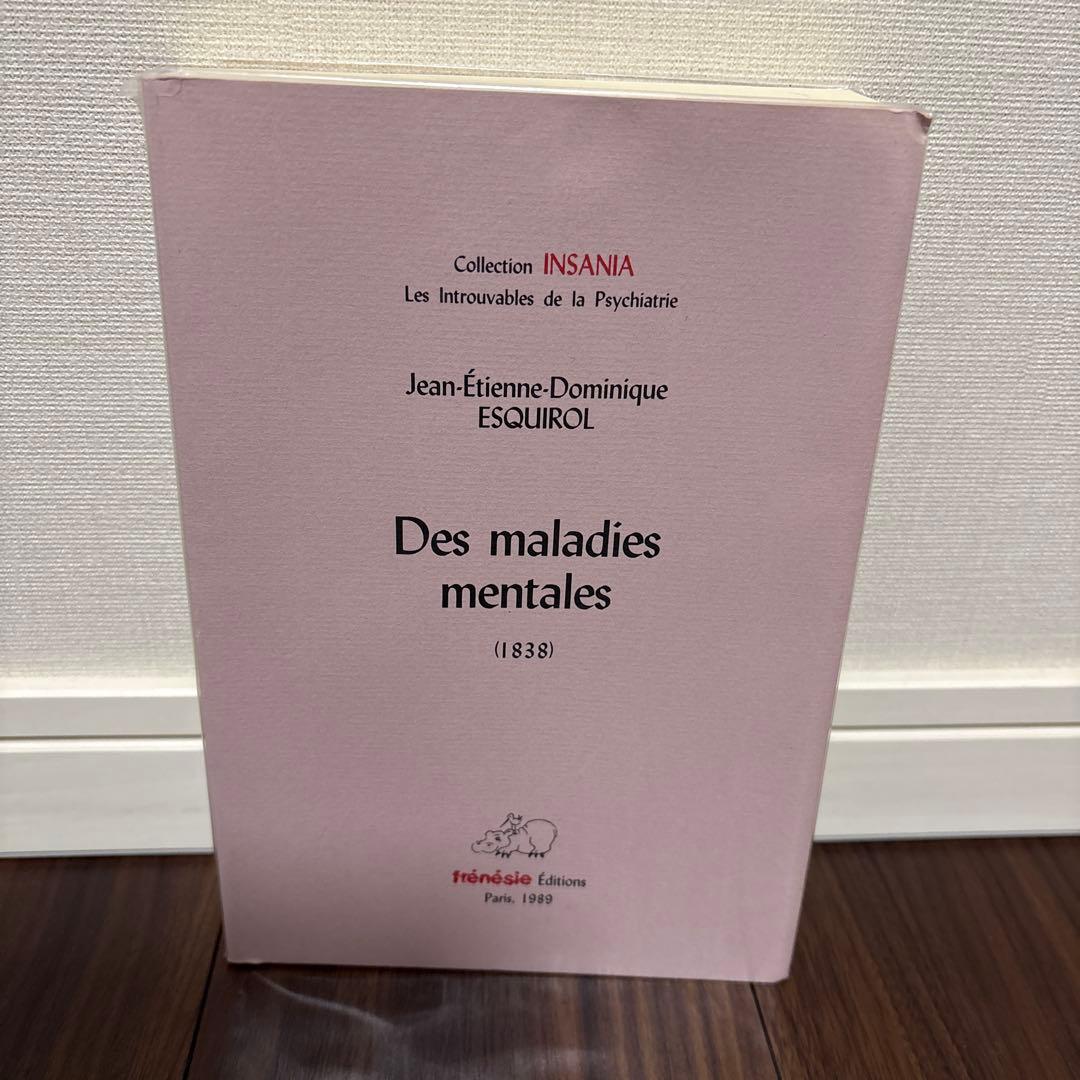 Collection INSANIA
Les Introuvables de la Psychiatrie
Jean-Étienne-Dominique
ESQUIROL
Des maladies
mentales
(1838)
frénésie Éditions
Paris, 1989